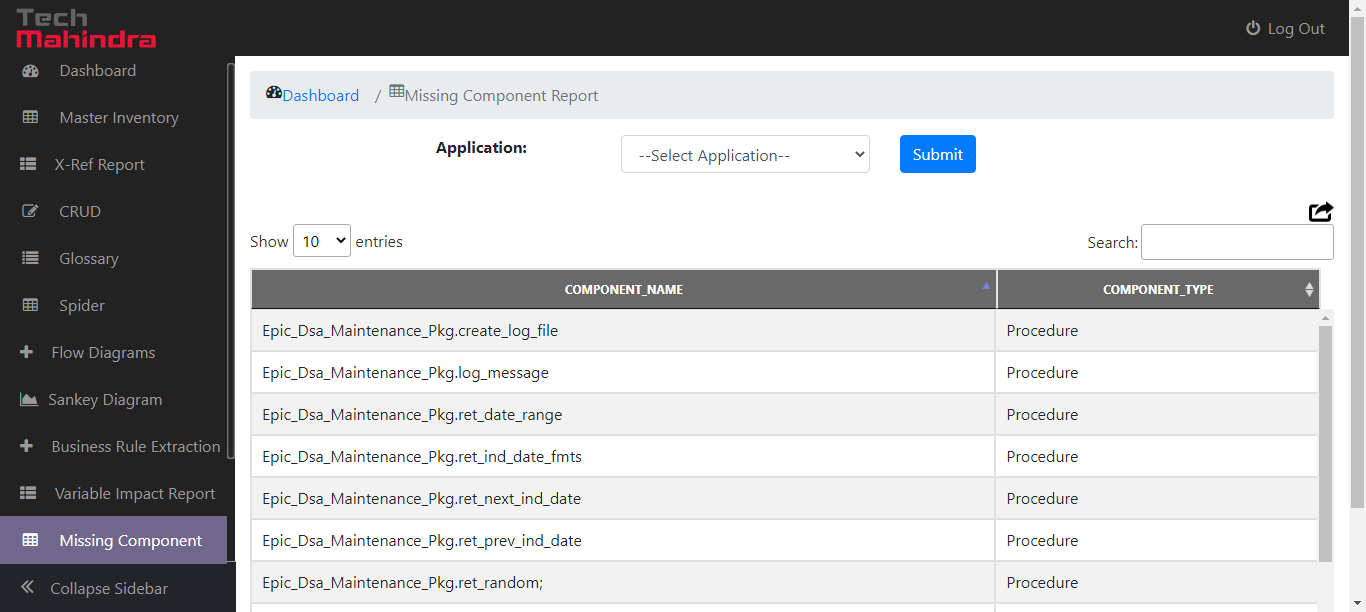 Tech
Mahindra
Log Out
Dashboard
Master Inventory
X-Ref Report
CRUD
Glossary
Spider
Flow Diagrams
Sankey Diagram
Business Rule Extraction
Variable Impact Report
Missing Component
Collapse Sidebar
Dashboard / Missing Component Report
Application: --Select Application-- Submit
Show 10 entries Search:
COMPONENT_NAME COMPONENT_TYPE
Epic_Dsa_Maintenance_Pkg.create_log_file Procedure
Epic_Dsa_Maintenance_Pkg.log_message Procedure
Epic_Dsa_Maintenance_Pkg.ret_date_range Procedure
Epic_Dsa_Maintenance_Pkg.ret_ind_date_fmts Procedure
Epic_Dsa_Maintenance_Pkg.ret_next_ind_date Procedure
Epic_Dsa_Maintenance_Pkg.ret_prev_ind_date Procedure
Epic_Dsa_Maintenance_Pkg.ret_random; Procedure